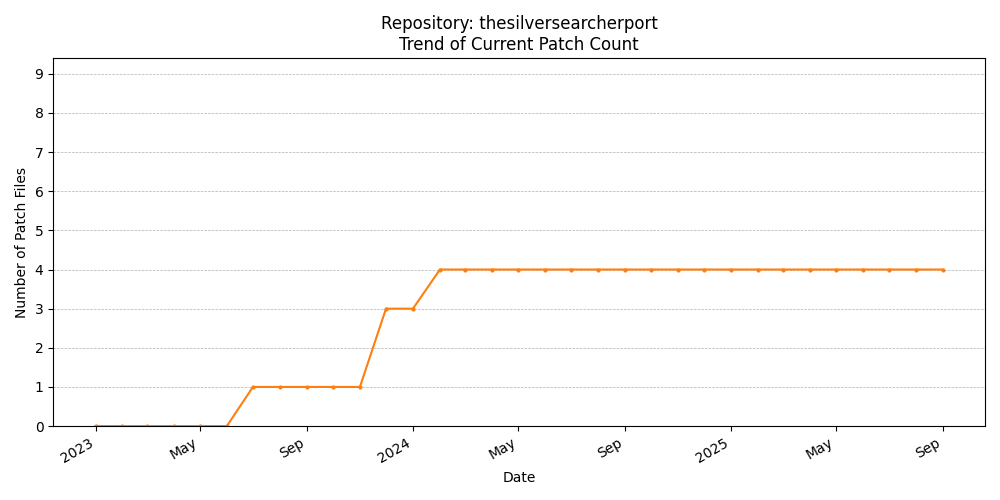 Repository: thesilversearcherport
Trend of Current Patch Count
9
8
7
6
5
4
3
2
1
0
Number of Patch Files
2023 May Sep 2024 May Sep 2025 May Sep
Date